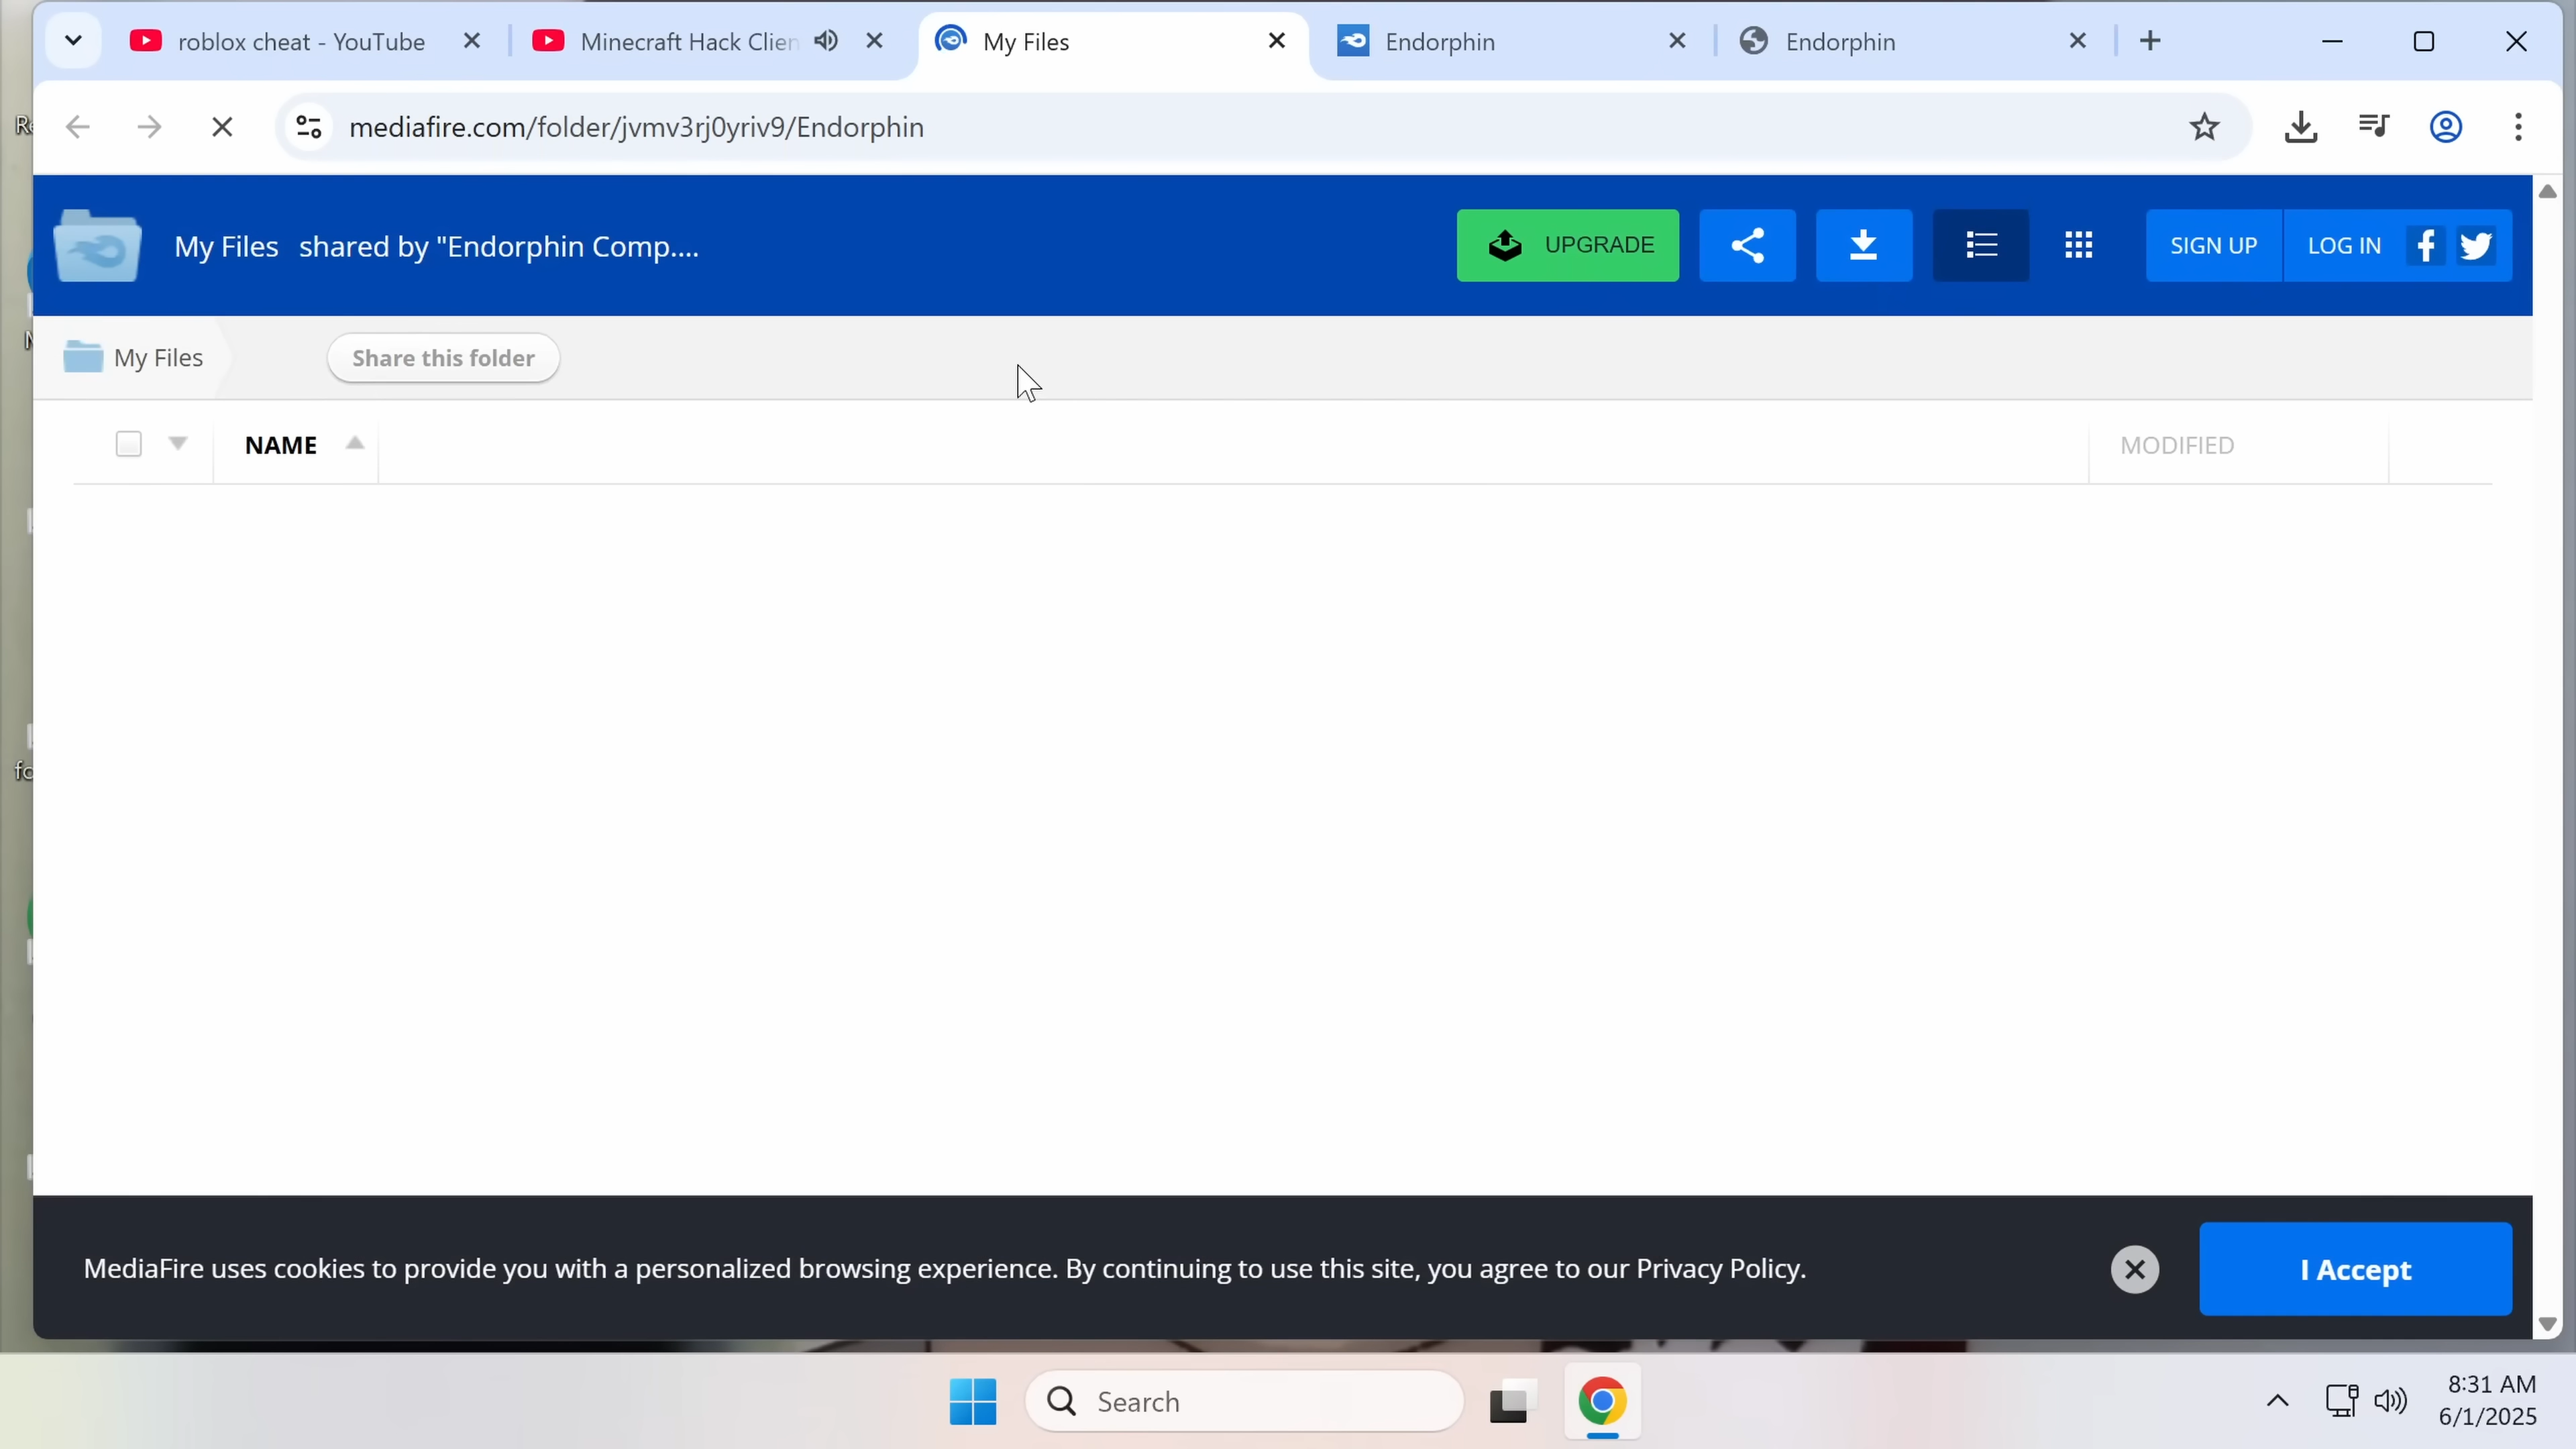 roblox cheat - YouTube
Minecraft Hack Clien
My Files
Endorphin
Endorphin
mediafire.com/folder/jvmv3rj0yriv9/Endorphin
My Files shared by "Endorphin Comp....
UPGRADE
SIGN UP
LOG IN
My Files
Share this folder
NAME
MODIFIED
MediaFire uses cookies to provide you with a personalized browsing experience. By continuing to use this site, you agree to our Privacy Policy.
I Accept
Search
8:31 AM
6/1/2025